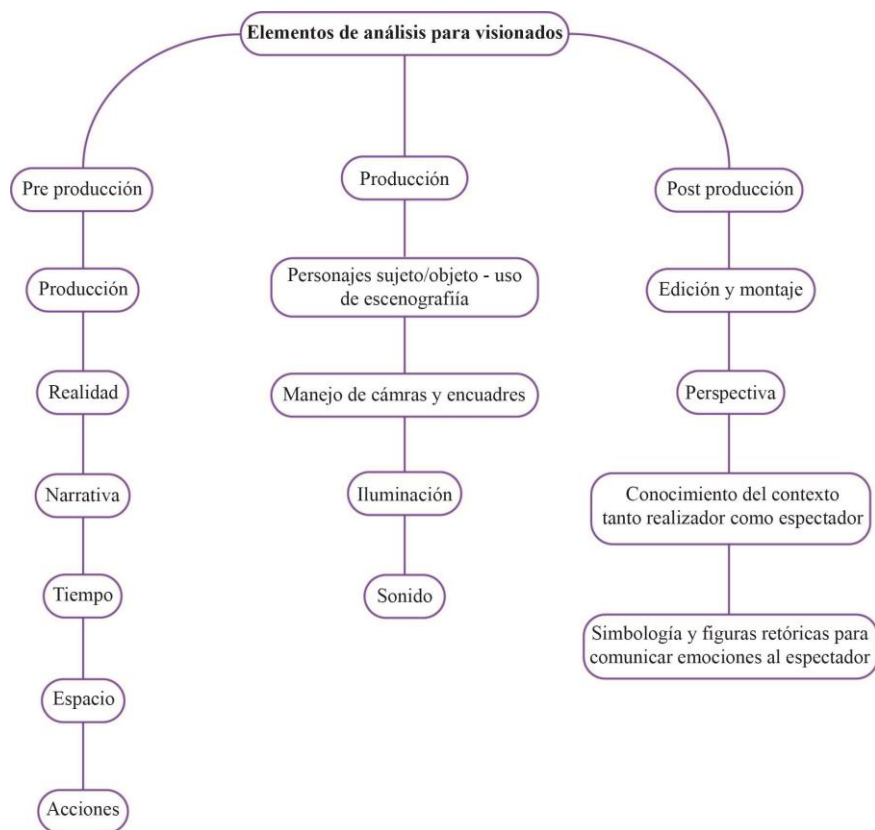 Elementos de análisis para visionados
Pre producción
Producción
Realidad
Narrativa
Tiempo
Espacio
Acciones
Producción
Personajes sujeto/objeto - uso
de escenografiía
Manejo de cámras y encuadres
Iluminación
Sonido
Post producción
Edición y montaje
Perspectiva
Conocimiento del contexto
tanto realizador como espectador
Simbología y figuras retóricas para
comunicar emociones al espectador